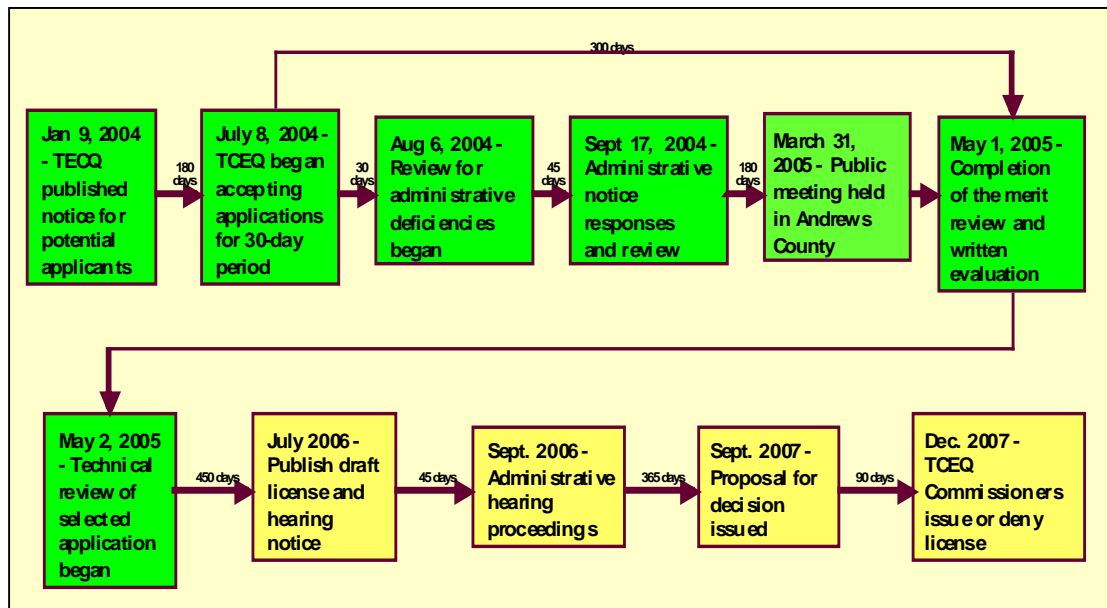 300 days
Jan 9, 2004
- TECQ
published
notice for
potential
applicants
180
days
July 8, 2004 -
TCEQ began
accepting
applications
for 30-day
period
30
days
Aug 6, 2004 -
Review for
administrative
deficiencies
began
45
days
Sept 17, 2004 -
Administrative
notice
responses
and review
180
days
March 31,
2005 - Public
meeting held
in Andrews
County
May 1, 2005 -
Completion
of the merit
review and
written
evaluation
May 2, 2005
- Technical
review of
selected
application
began
450 days
July 2006 -
Publish draft
license and
hearing
notice
45 days
Sept. 2006 -
Administrative
hearing
proceedings
365 days
Sept. 2007 -
Proposal for
decision
issued
90 days
Dec. 2007 -
TCEQ
Commissioners
issue or deny
license